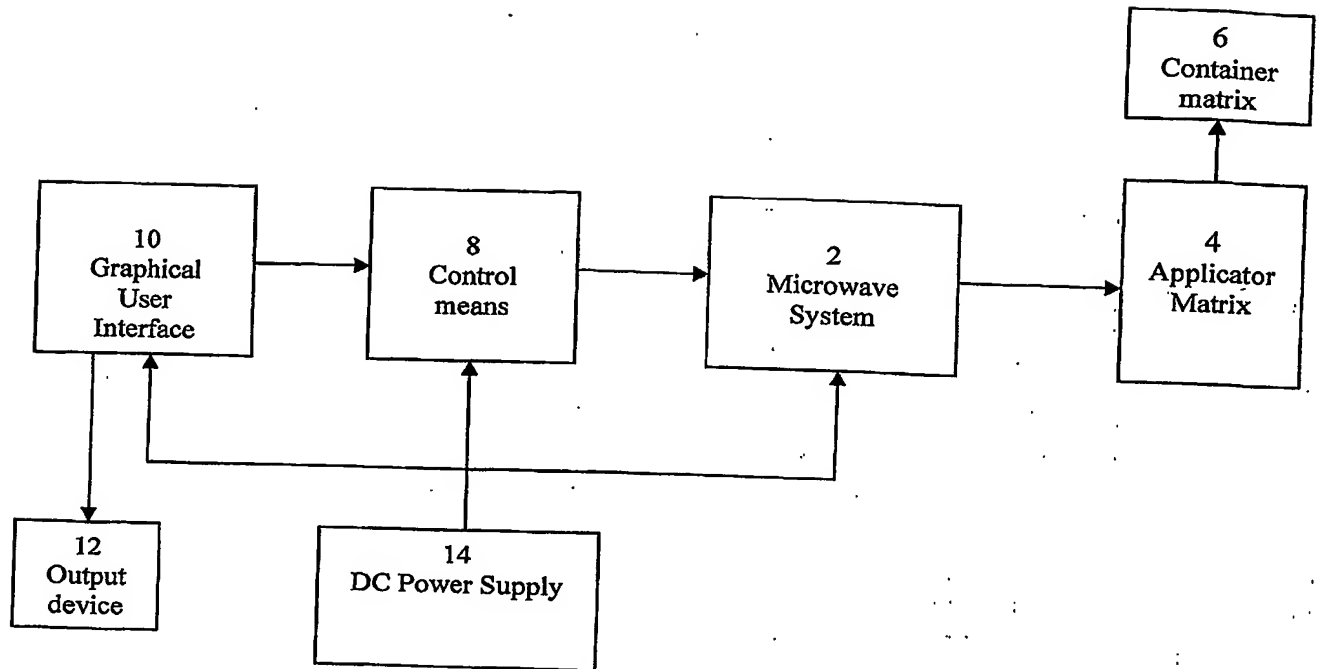 6
Container
matrix
10
Graphical
User
Interface
8
Control
means
2
Microwave
System
4
Applicator
Matrix
12
Output
device
14
DC Power Supply